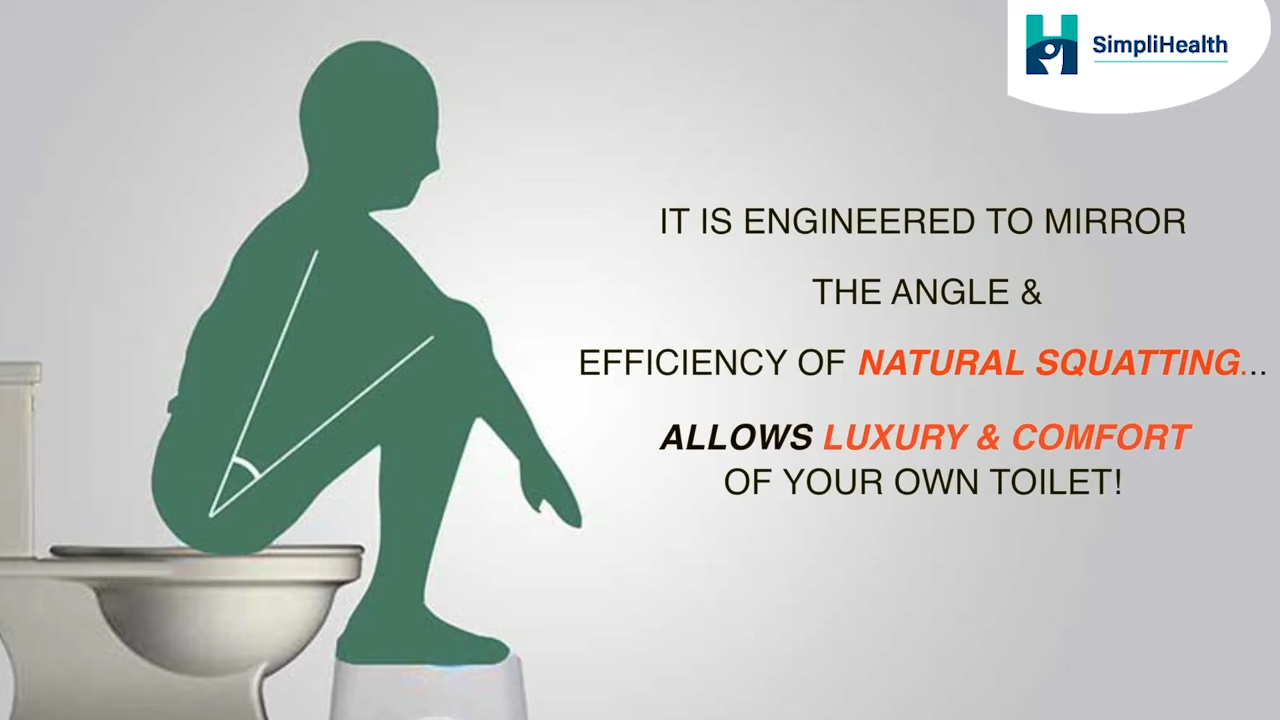 SimpliHealth
IT IS ENGINEERED TO MIRROR
THE ANGLE &
EFFICIENCY OF NATURAL SQUATTING...
ALLOWS LUXURY & COMFORT
OF YOUR OWN TOILET!